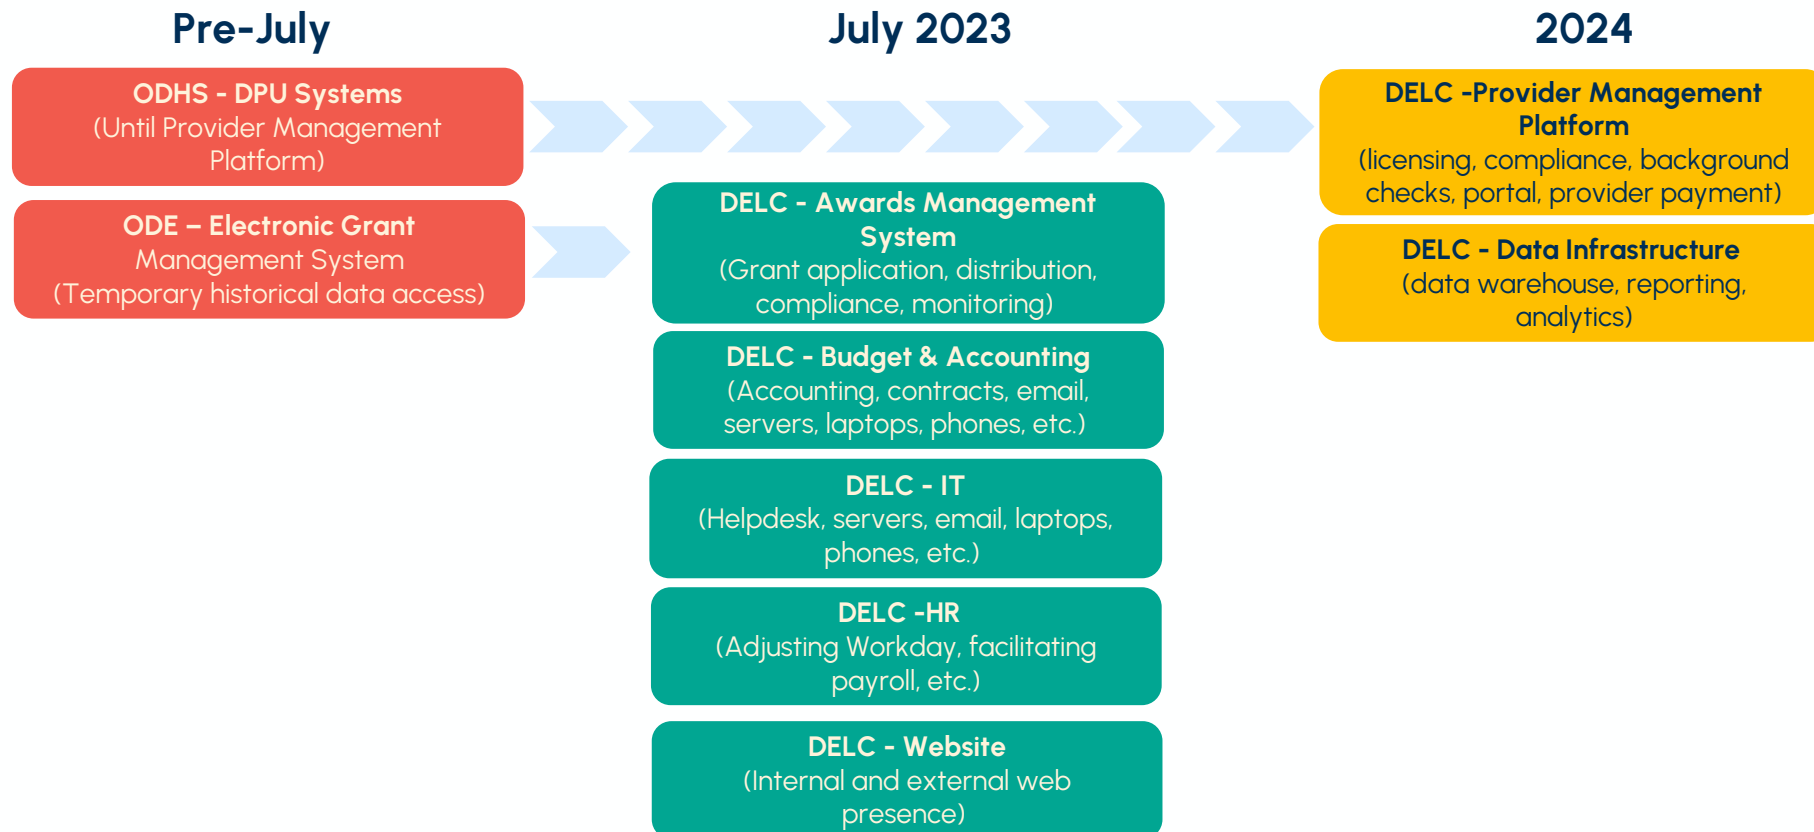 Pre-July
ODHS - DPU Systems
(Until Provider Management
Platform)
ODE – Electronic Grant
Management System
(Temporary historical data access)
July 2023
DELC - Awards Management
System
(Grant application, distribution,
compliance, monitoring)
DELC - Budget & Accounting
(Accounting, contracts, email,
servers, laptops, phones, etc.)
DELC - IT
(Helpdesk, servers, email, laptops,
phones, etc.)
DELC -HR
(Adjusting Workday, facilitating
payroll, etc.)
DELC - Website
(Internal and external web
presence)
2024
DELC -Provider Management
Platform
(licensing, compliance, background
checks, portal, provider payment)
DELC - Data Infrastructure
(data warehouse, reporting,
analytics)